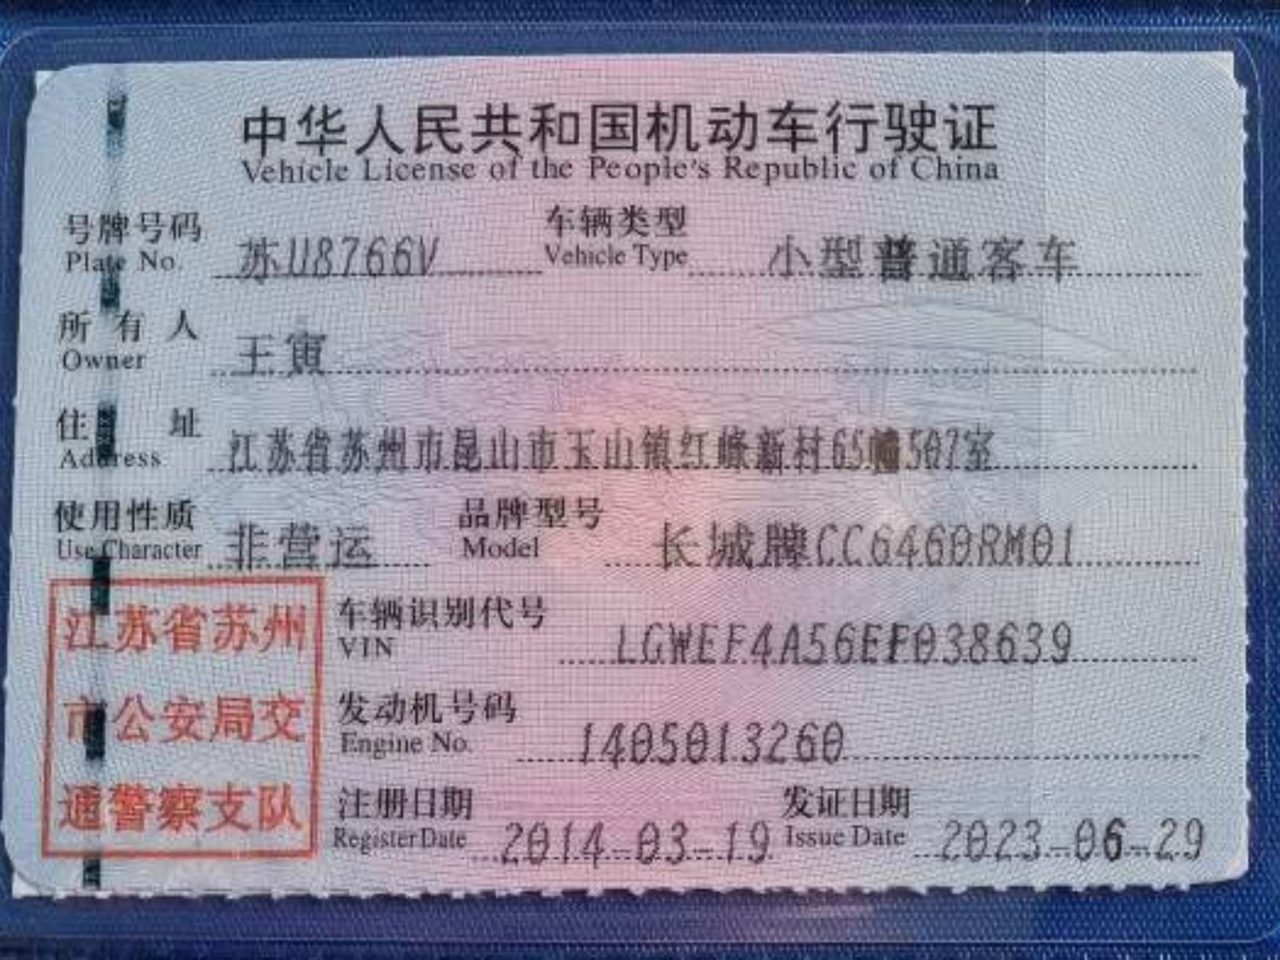 中华人民共和国机动车行驶证
Vehicle License of the People's Republic of China
号牌号码 苏U8766V 车辆类型 小型普通客车
Plate No. Vehicle Type
所有人 王寅
Owner
住址 江苏省苏州市昆山市玉山镇红峰新村65幢507室
Address
使用性质 非营运 品牌型号 长城牌CC6460RM01
Use Character Model
江苏省苏州
市公安局交
通警察支队
车辆识别代号 LGWEF4A56EF038639
VIN
发动机号码 1405013260
Engine No.
注册日期 2014-03-19 发证日期 2023-06-29
Register Date Issue Date